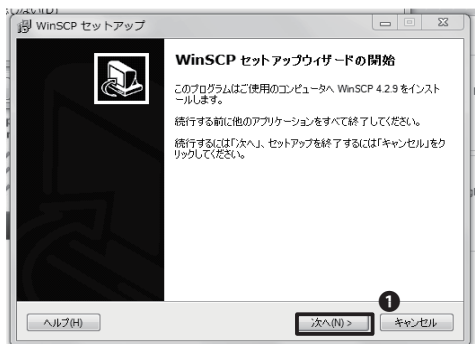 WinSCP セットアップ
WinSCP セットアップウィザードの開始
このプログラムはご使用のコンピュータへ WinSCP 4.2.9 をインスト
ールします。
続行する前に他のアプリケーションをすべて終了してください。
続行するには「次へ」、セットアップを終了するには「キャンセル」をク
リックしてください。
❶
ヘルプ(H)
次へ(N) >
キャンセル